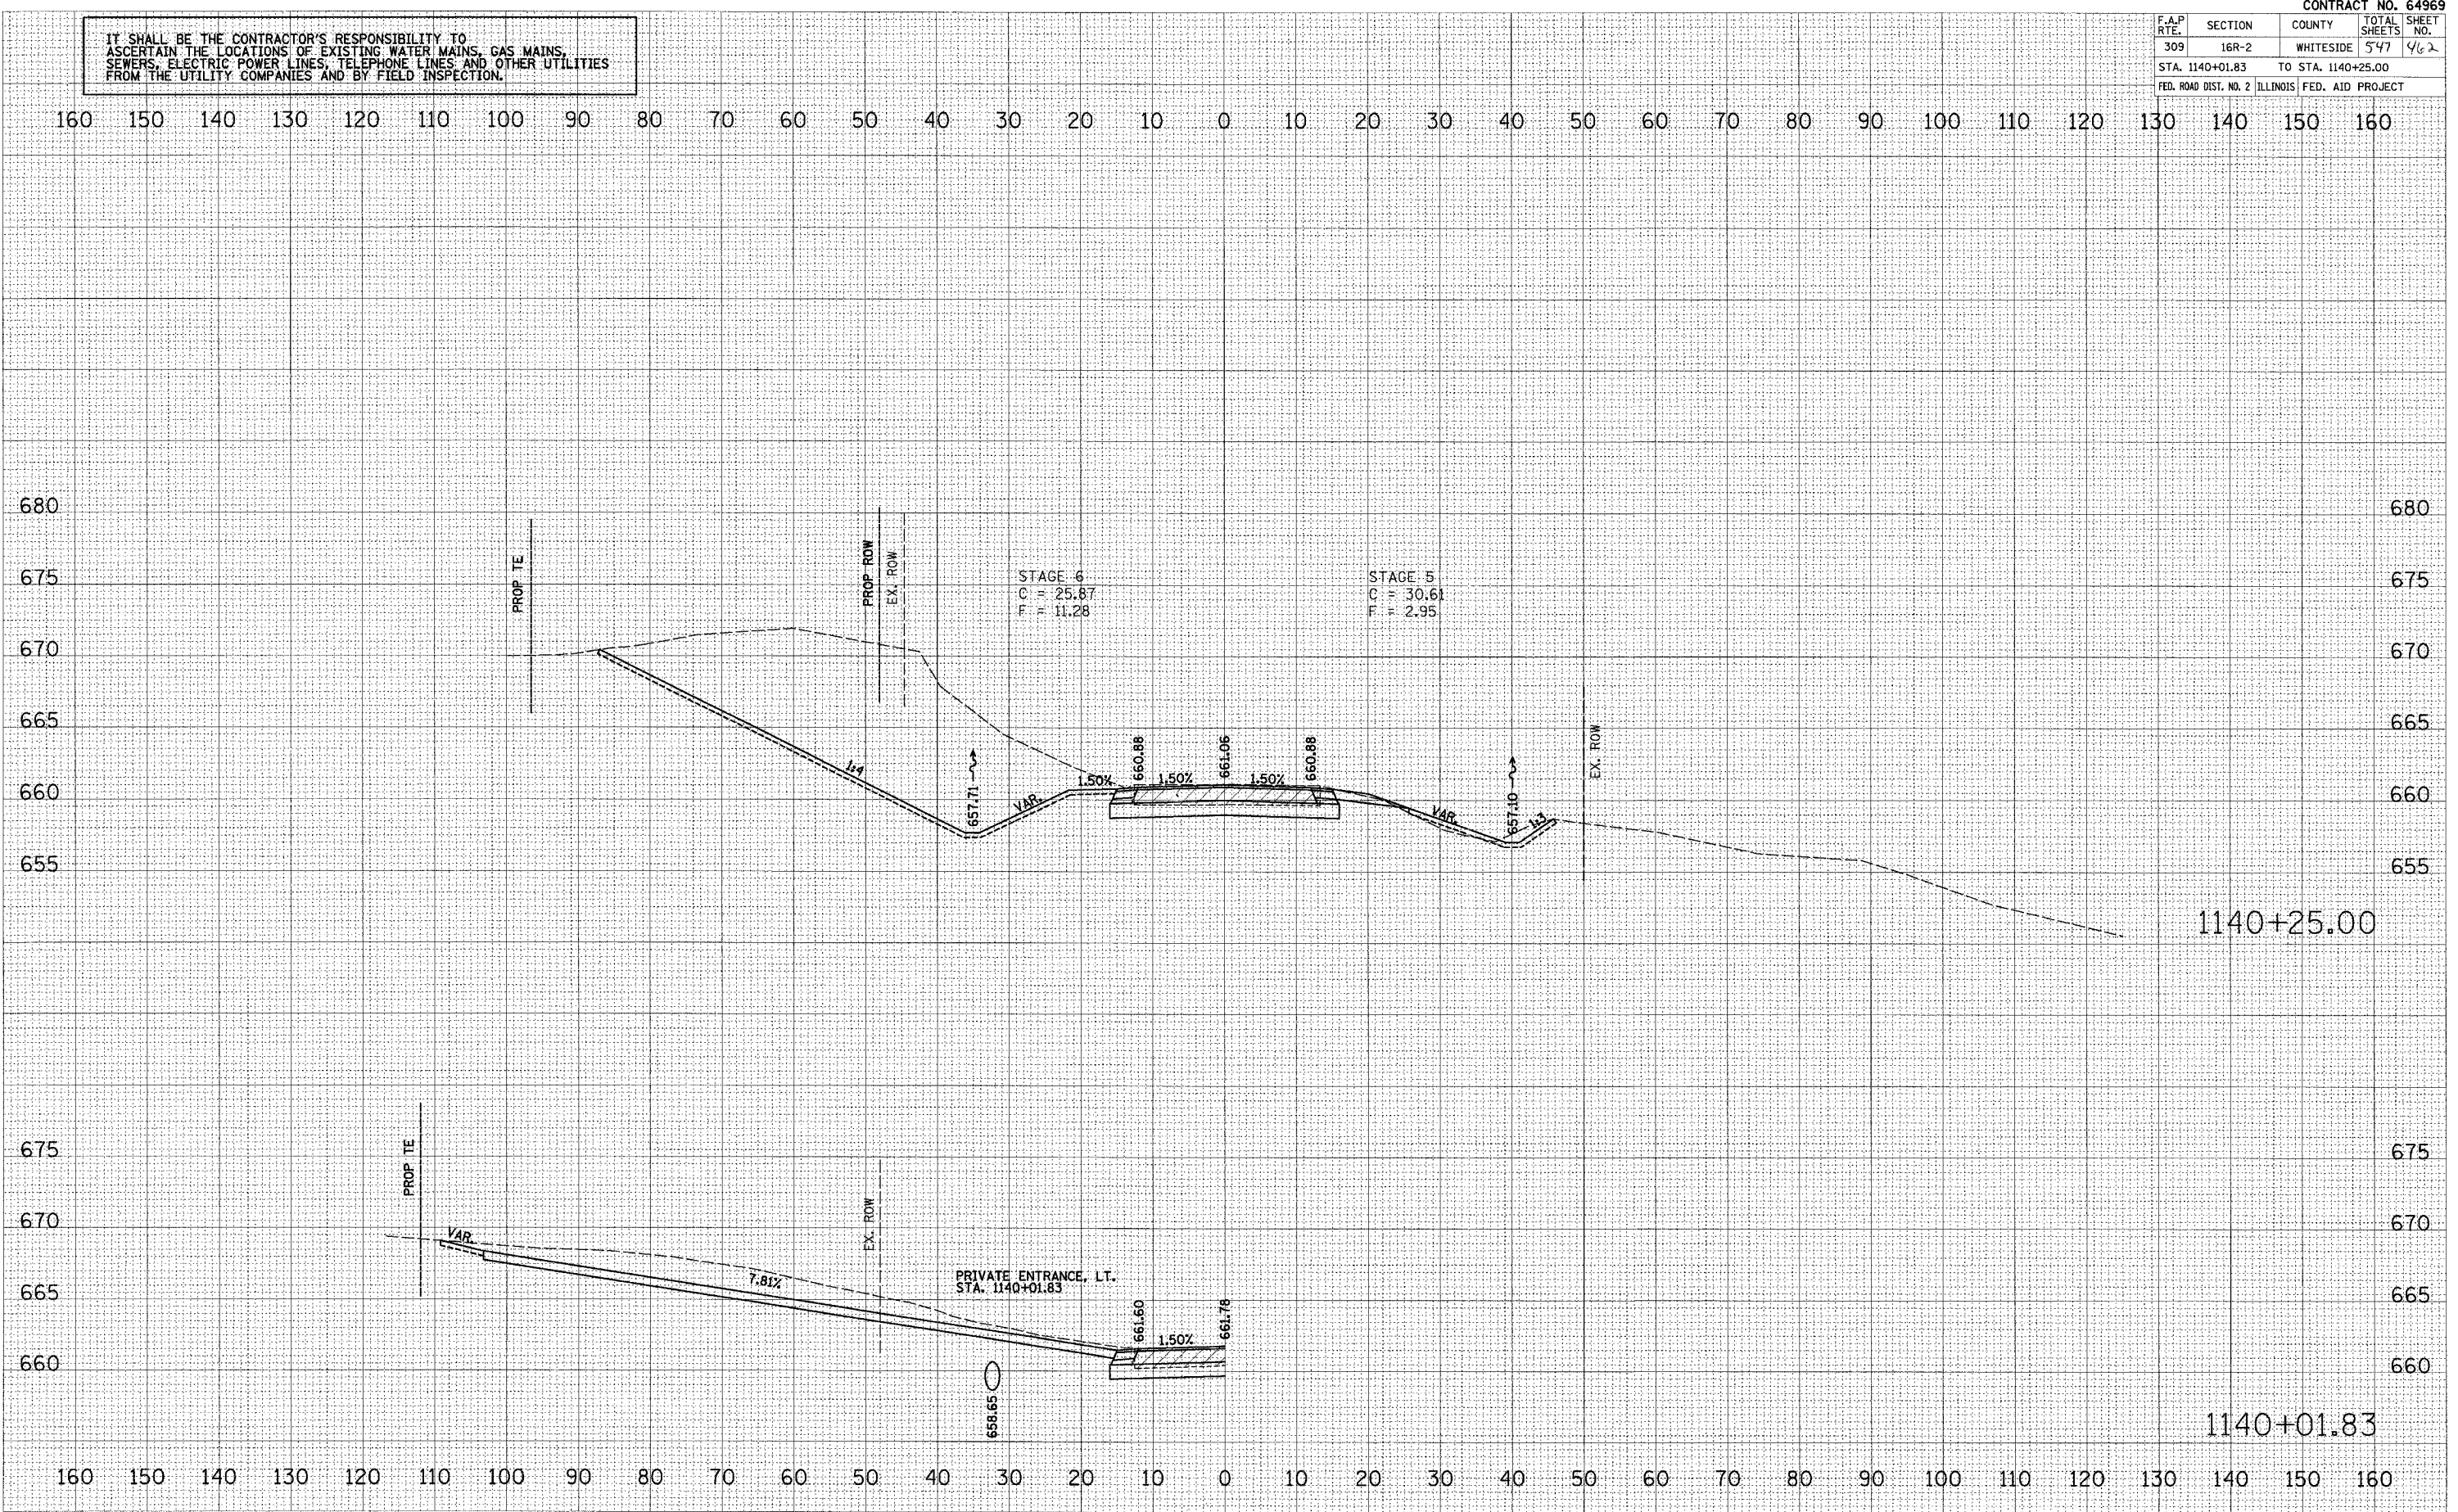 CONTRACT NO. 64969
IT SHALL BE THE CONTRACTOR'S RESPONSIBILITY TO
ASCERTAIN THE LOCATIONS OF EXISTING WATER MAINS, GAS MAINS,
SEWERS, ELECTRIC POWER LINES, TELEPHONE LINES AND OTHER UTILITIES
FROM THE UTILITY COMPANIES AND BY FIELD INSPECTION.
F.A.P RTE. SECTION COUNTY TOTAL SHEETS SHEET NO.
309 16R-2 WHITESIDE 547 462
STA. 1140+01.83 TO STA. 1140+25.00
FED. ROAD DIST. NO. 2 ILLINOIS FED. AID PROJECT
160 150 140 130 120 110 100 90 80 70 60 50 40 30 20 10 0 10 20 30 40 50 60 70 80 90 100 110 120 130 140 150 160
680 680
675 675
670 670
665 665
660 660
655 655
PROP TE
PROP ROW
EX. ROW
STAGE 6
C = 25.87
F = 11.28
STAGE 5
C = 30.61
F = 2.95
1:4
657.71
VAR.
1.50%
660.88
1.50%
661.06
1.50%
660.88
VAR.
657.10
1:3
EX. ROW
1140+25.00
675 675
670 670
665 665
660 660
PROP TE
VAR.
7.81%
EX. ROW
PRIVATE ENTRANCE, LT.
STA. 1140+01.83
658.65
661.60
1.50%
661.78
1140+01.83
160 150 140 130 120 110 100 90 80 70 60 50 40 30 20 10 0 10 20 30 40 50 60 70 80 90 100 110 120 130 140 150 160